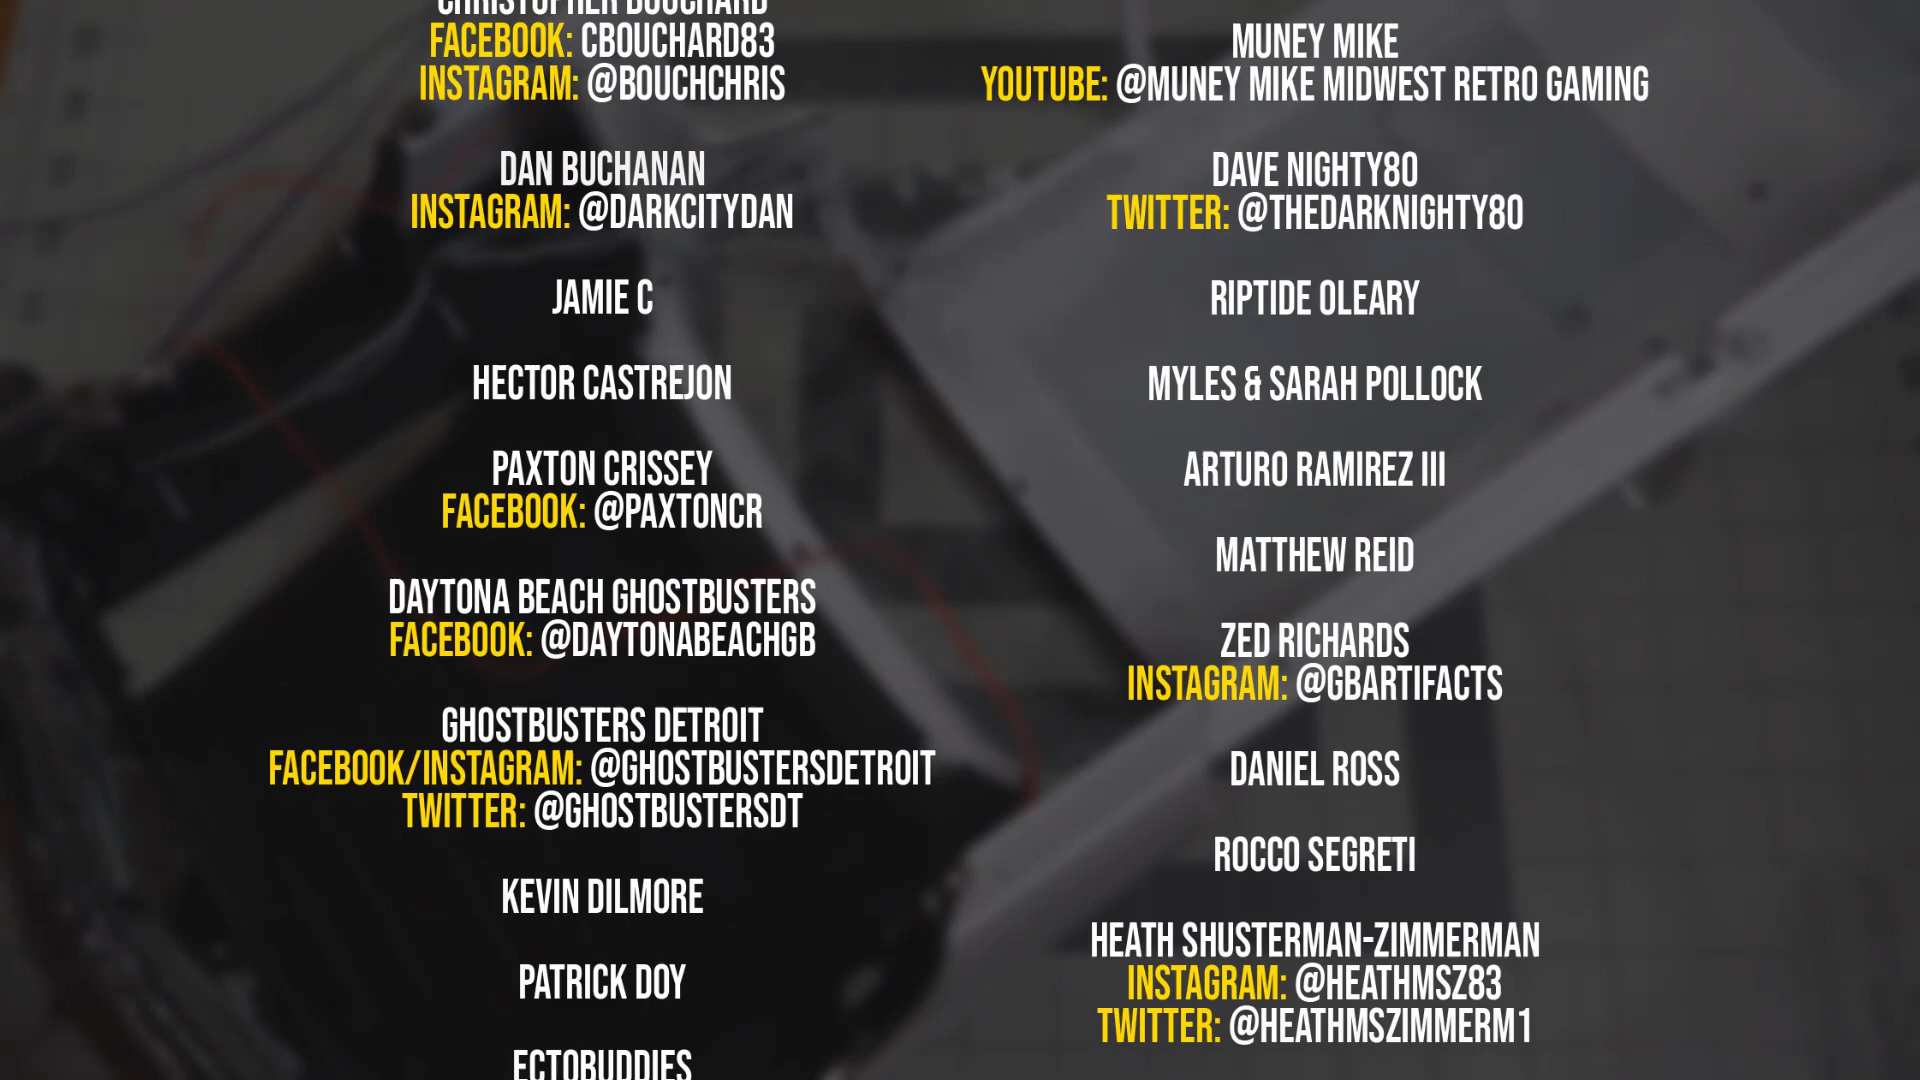 CHRISTOPHER BOUCHARD
FACEBOOK: CBOUCHARD83
INSTAGRAM: @BOUCHCHRIS
DAN BUCHANAN
INSTAGRAM: @DARKCITYDAN
JAMIE C
HECTOR CASTREJON
PAXTON CRISSEY
FACEBOOK: @PAXTONCR
DAYTONA BEACH GHOSTBUSTERS
FACEBOOK: @DAYTONABEACHGB
GHOSTBUSTERS DETROIT
FACEBOOK/INSTAGRAM: @GHOSTBUSTERSDETROIT
TWITTER: @GHOSTBUSTERSDT
KEVIN DILMORE
PATRICK DOY
ECTOBUDDIES
MUNEY MIKE
YOUTUBE: @MUNEY MIKE MIDWEST RETRO GAMING
DAVE NIGHTY80
TWITTER: @THEDARKNIGHTY80
RIPTIDE OLEARY
MYLES & SARAH POLLOCK
ARTURO RAMIREZ III
MATTHEW REID
ZED RICHARDS
INSTAGRAM: @GBARTIFACTS
DANIEL ROSS
ROCCO SEGRETI
HEATH SHUSTERMAN-ZIMMERMAN
INSTAGRAM: @HEATHMSZ83
TWITTER: @HEATHMSZIMMERM1